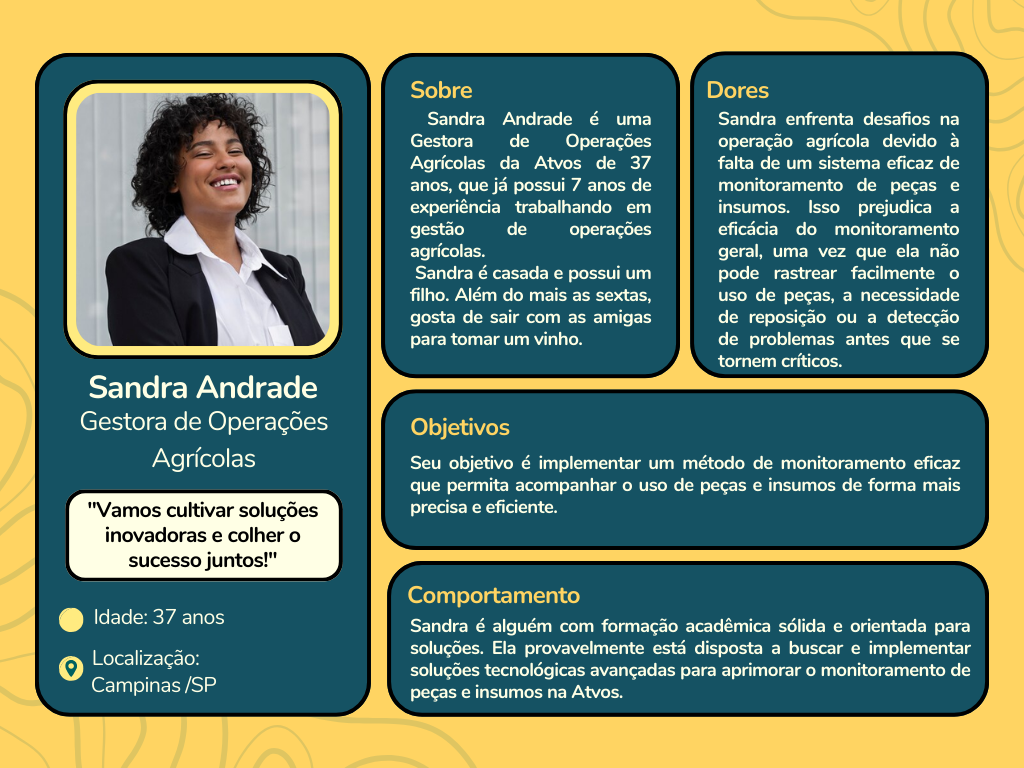 Sandra Andrade
Gestora de Operações
Agrícolas
"Vamos cultivar soluções
inovadoras e colher o
sucesso juntos!"
Idade: 37 anos
Localização:
Campinas /SP
Sobre
Sandra Andrade é uma
Gestora de Operações
Agrícolas da Atvos de 37
anos, que já possui 7 anos de
experiência trabalhando em
gestão de operações
agrícolas.
Sandra é casada e possui um
filho. Além do mais as sextas,
gosta de sair com as amigas
para tomar um vinho.
Dores
Sandra enfrenta desafios na
operação agrícola devido à
falta de um sistema eficaz de
monitoramento de peças e
insumos. Isso prejudica a
eficácia do monitoramento
geral, uma vez que ela não
pode rastrear facilmente o
uso de peças, a necessidade
de reposição ou a detecção
de problemas antes que se
tornem críticos.
Objetivos
Seu objetivo é implementar um método de monitoramento eficaz
que permita acompanhar o uso de peças e insumos de forma mais
precisa e eficiente.
Comportamento
Sandra é alguém com formação acadêmica sólida e orientada para
soluções. Ela provavelmente está disposta a buscar e implementar
soluções tecnológicas avançadas para aprimorar o monitoramento de
peças e insumos na Atvos.